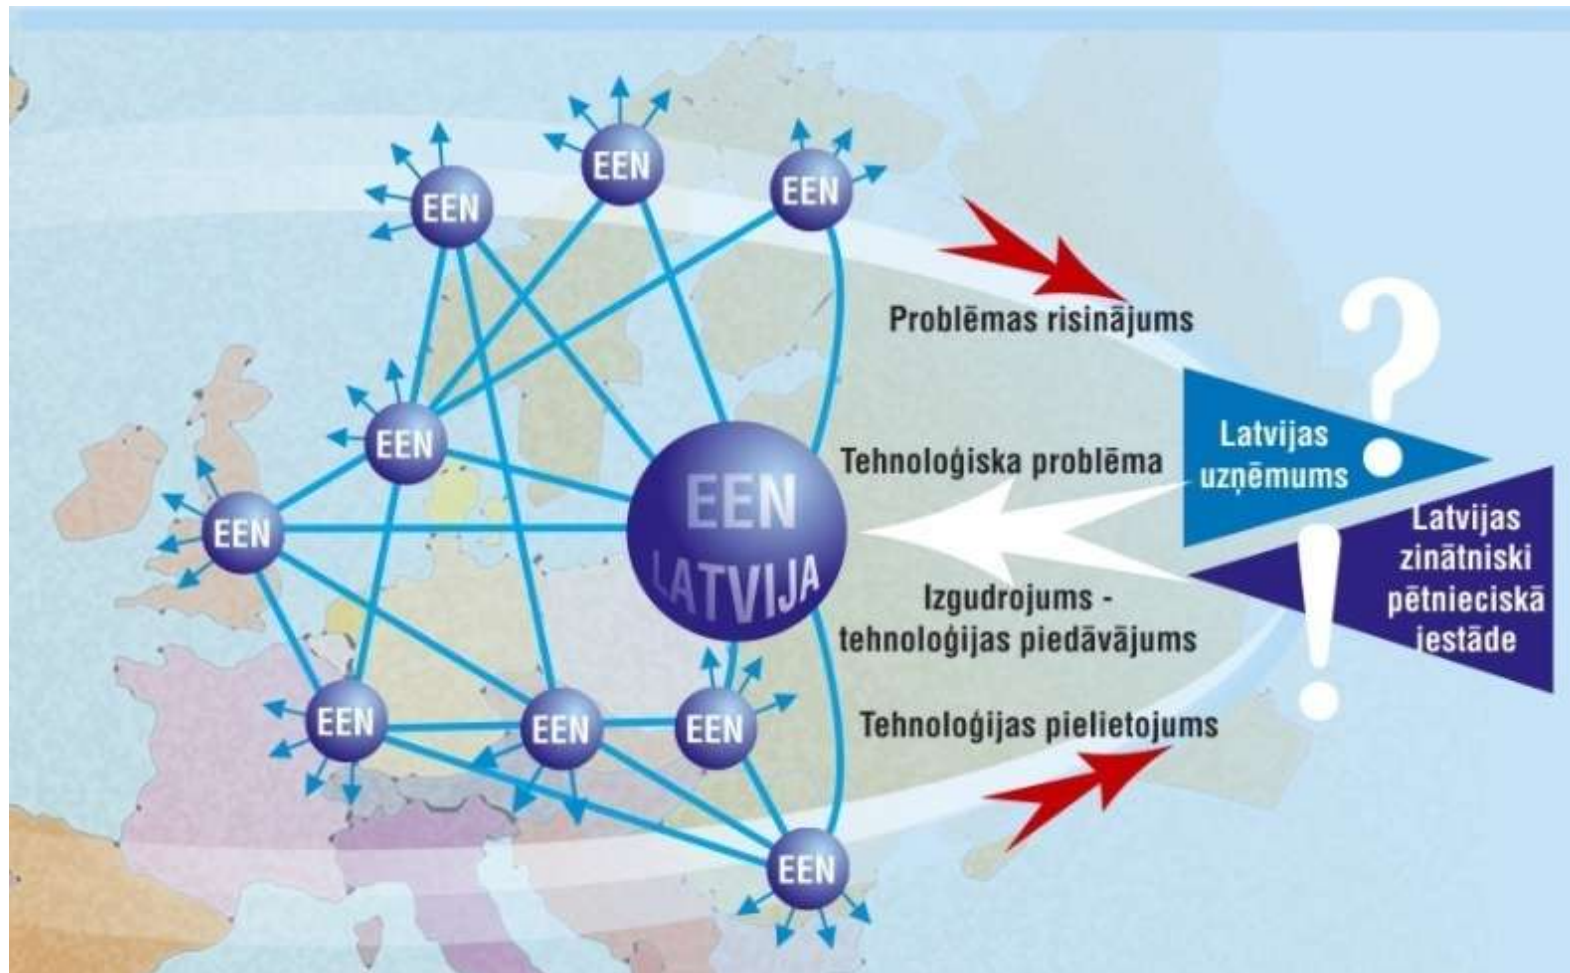 EEN
EEN
EEN
Problēmas risinājums
EEN
Tehnoloģiska problēma
Latvijas
uzņēmums
?
EEN
EEN
LATVIJA
Latvijas
zinātniski
pētnieciskā
iestāde
!
Izgudrojums -
tehnoloģijas piedāvājums
EEN
EEN
EEN
Tehnoloģijas pielietojums
EEN